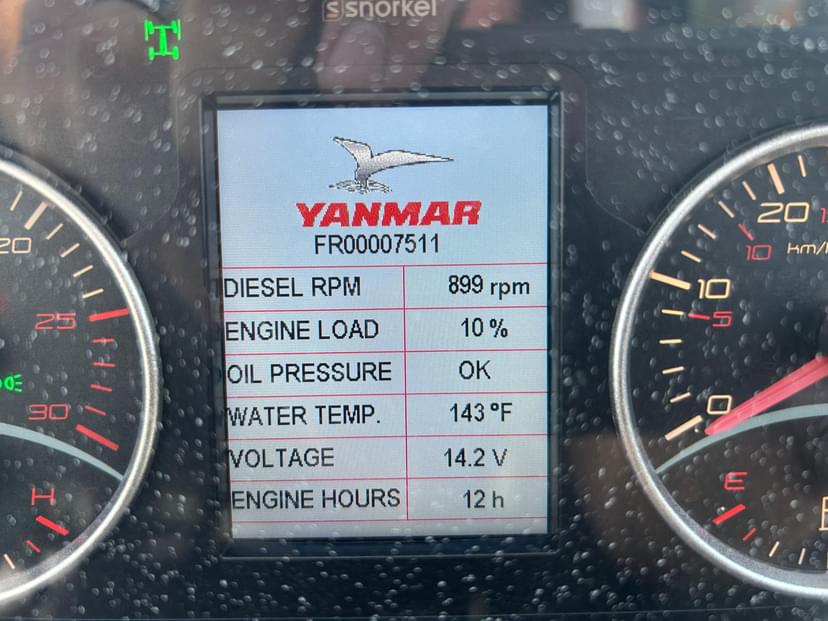 snorkel
YANMAR
FR00007511
DIESEL RPM 899 rpm
ENGINE LOAD 10 %
OIL PRESSURE OK
WATER TEMP. 143 °F
VOLTAGE 14.2 V
ENGINE HOURS 12 h
20
25
30
H
20
10
km/h
10
5
0
E